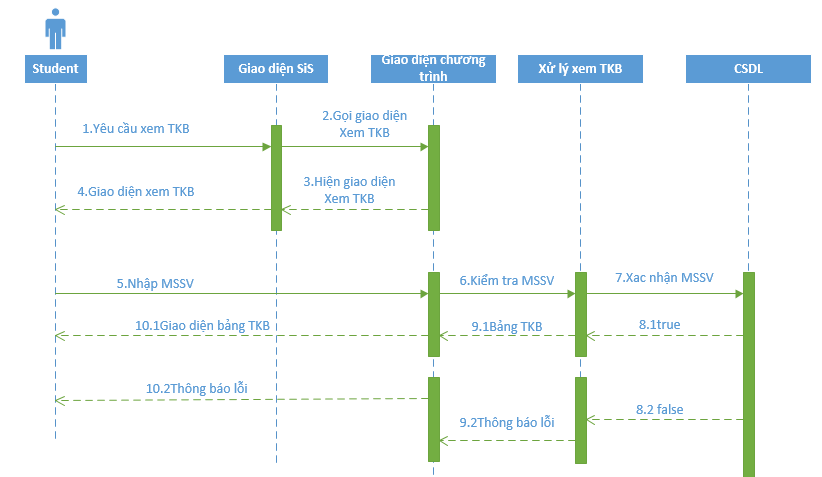 Student
Giao diện SiS
Giao diện chương
trình
Xử lý xem TKB
CSDL
1.Yêu cầu xem TKB
2.Gọi giao diện
Xem TKB
3.Hiện giao diện
Xem TKB
4.Giao diện xem TKB
5.Nhập MSSV
6.Kiểm tra MSSV
7.Xac nhận MSSV
10.1Giao diện bảng TKB
9.1Bảng TKB
8.1true
10.2Thông báo lỗi
9.2Thông báo lỗi
8.2 false